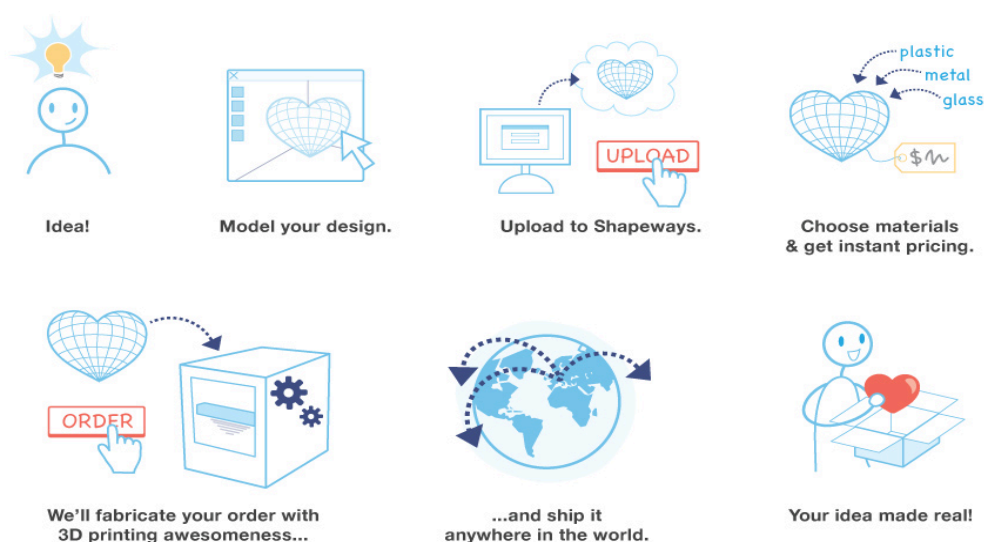 plastic
metal
glass
UPLOAD
$
Idea!
Model your design.
Upload to Shapeways.
Choose materials
& get instant pricing.
ORDER
We'll fabricate your order with
3D printing awesomeness...
...and ship it
anywhere in the world.
Your idea made real!